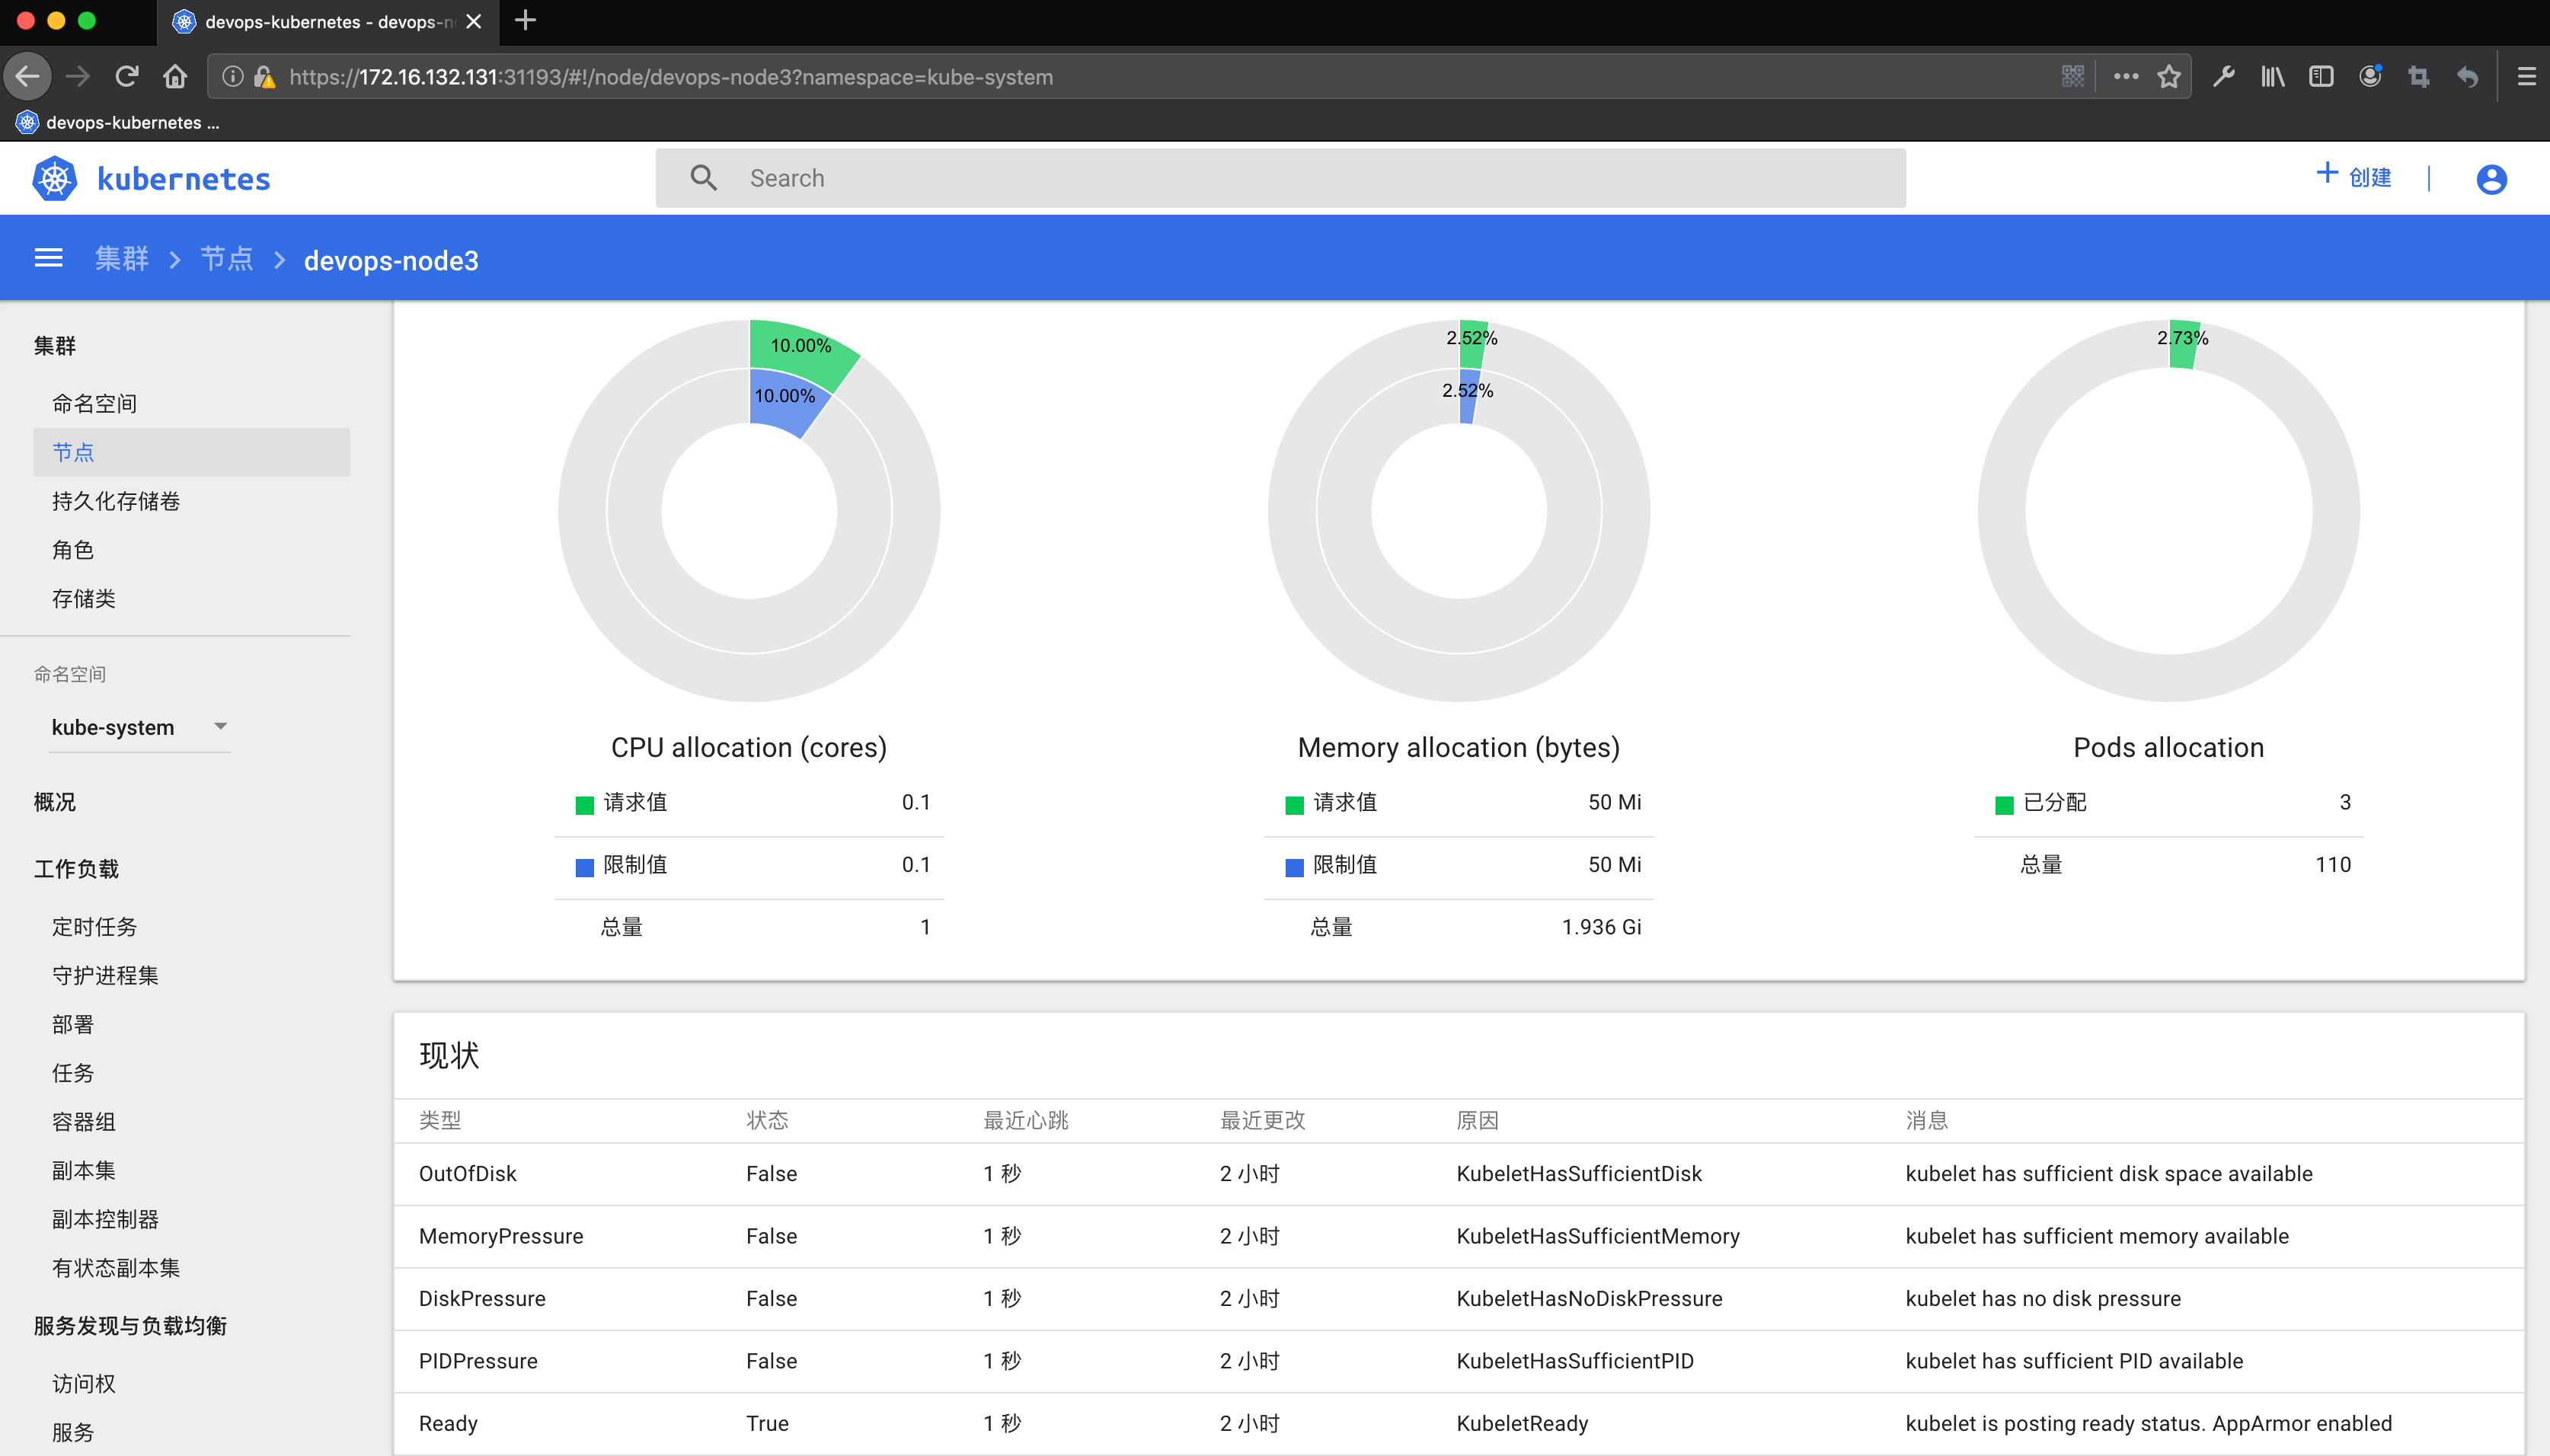 devops-kubernetes - devops-n
https://172.16.132.131:31193/#!/node/devops-node3?namespace=kube-system
devops-kubernetes ...
kubernetes
Search
创建
集群 节点 devops-node3
集群
命名空间
节点
持久化存储卷
角色
存储类
命名空间
kube-system
概况
工作负载
定时任务
守护进程集
部署
任务
容器组
副本集
副本控制器
有状态副本集
服务发现与负载均衡
访问权
服务
10.00%
10.00%
CPU allocation (cores)
请求值 0.1
限制值 0.1
总量 1
2.52%
2.52%
Memory allocation (bytes)
请求值 50 Mi
限制值 50 Mi
总量 1.936 Gi
2.73%
Pods allocation
已分配 3
总量 110
现状
类型 状态 最近心跳 最近更改 原因 消息
OutOfDisk False 1 秒 2 小时 KubeletHasSufficientDisk kubelet has sufficient disk space available
MemoryPressure False 1 秒 2 小时 KubeletHasSufficientMemory kubelet has sufficient memory available
DiskPressure False 1 秒 2 小时 KubeletHasNoDiskPressure kubelet has no disk pressure
PIDPressure False 1 秒 2 小时 KubeletHasSufficientPID kubelet has sufficient PID available
Ready True 1 秒 2 小时 KubeletReady kubelet is posting ready status. AppArmor enabled